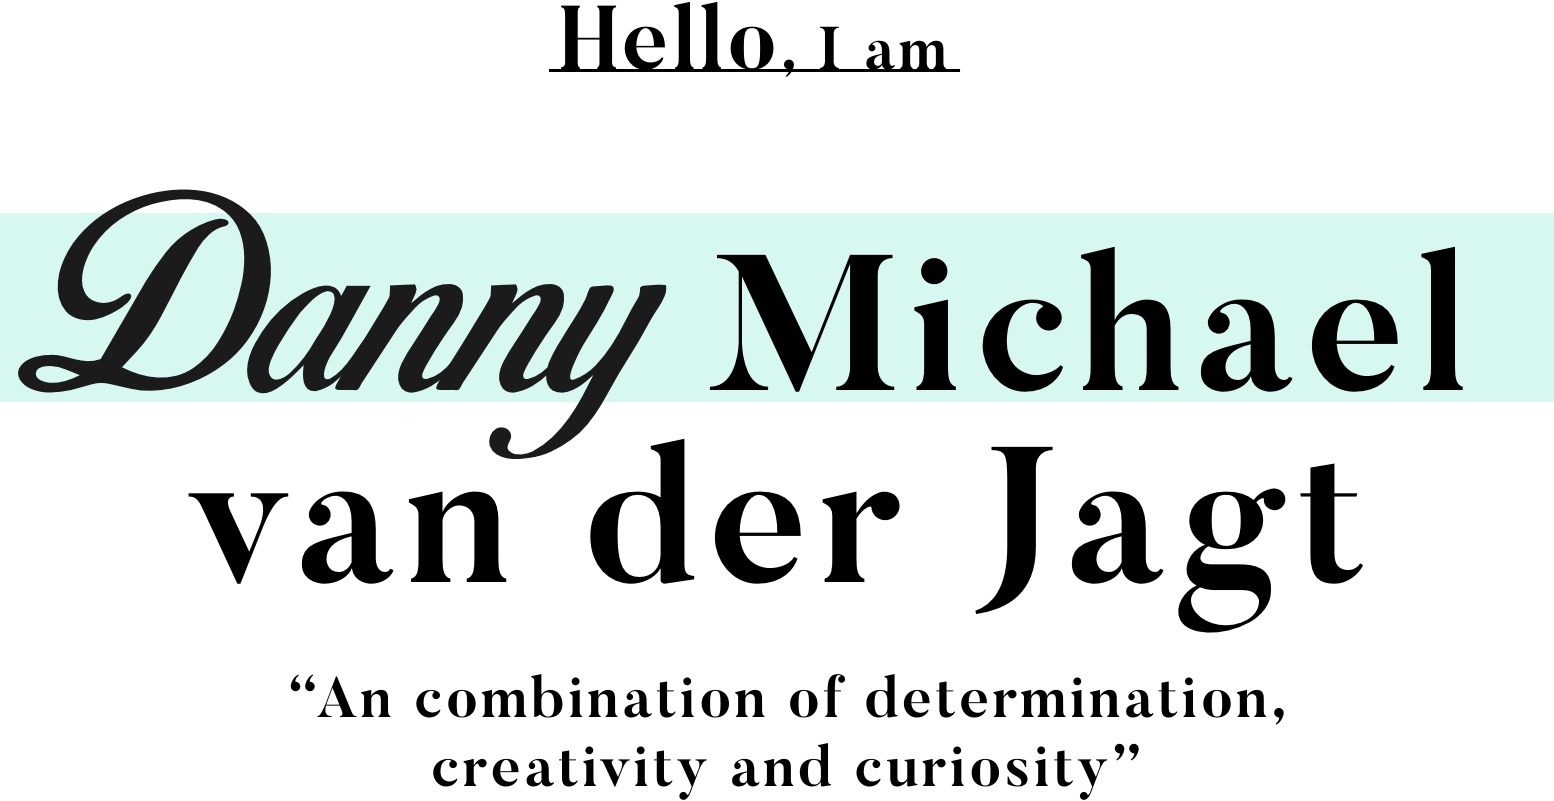 Hello, I am
Danny Michael
van der Jagt
“An combination of determination,
creativity and curiosity”